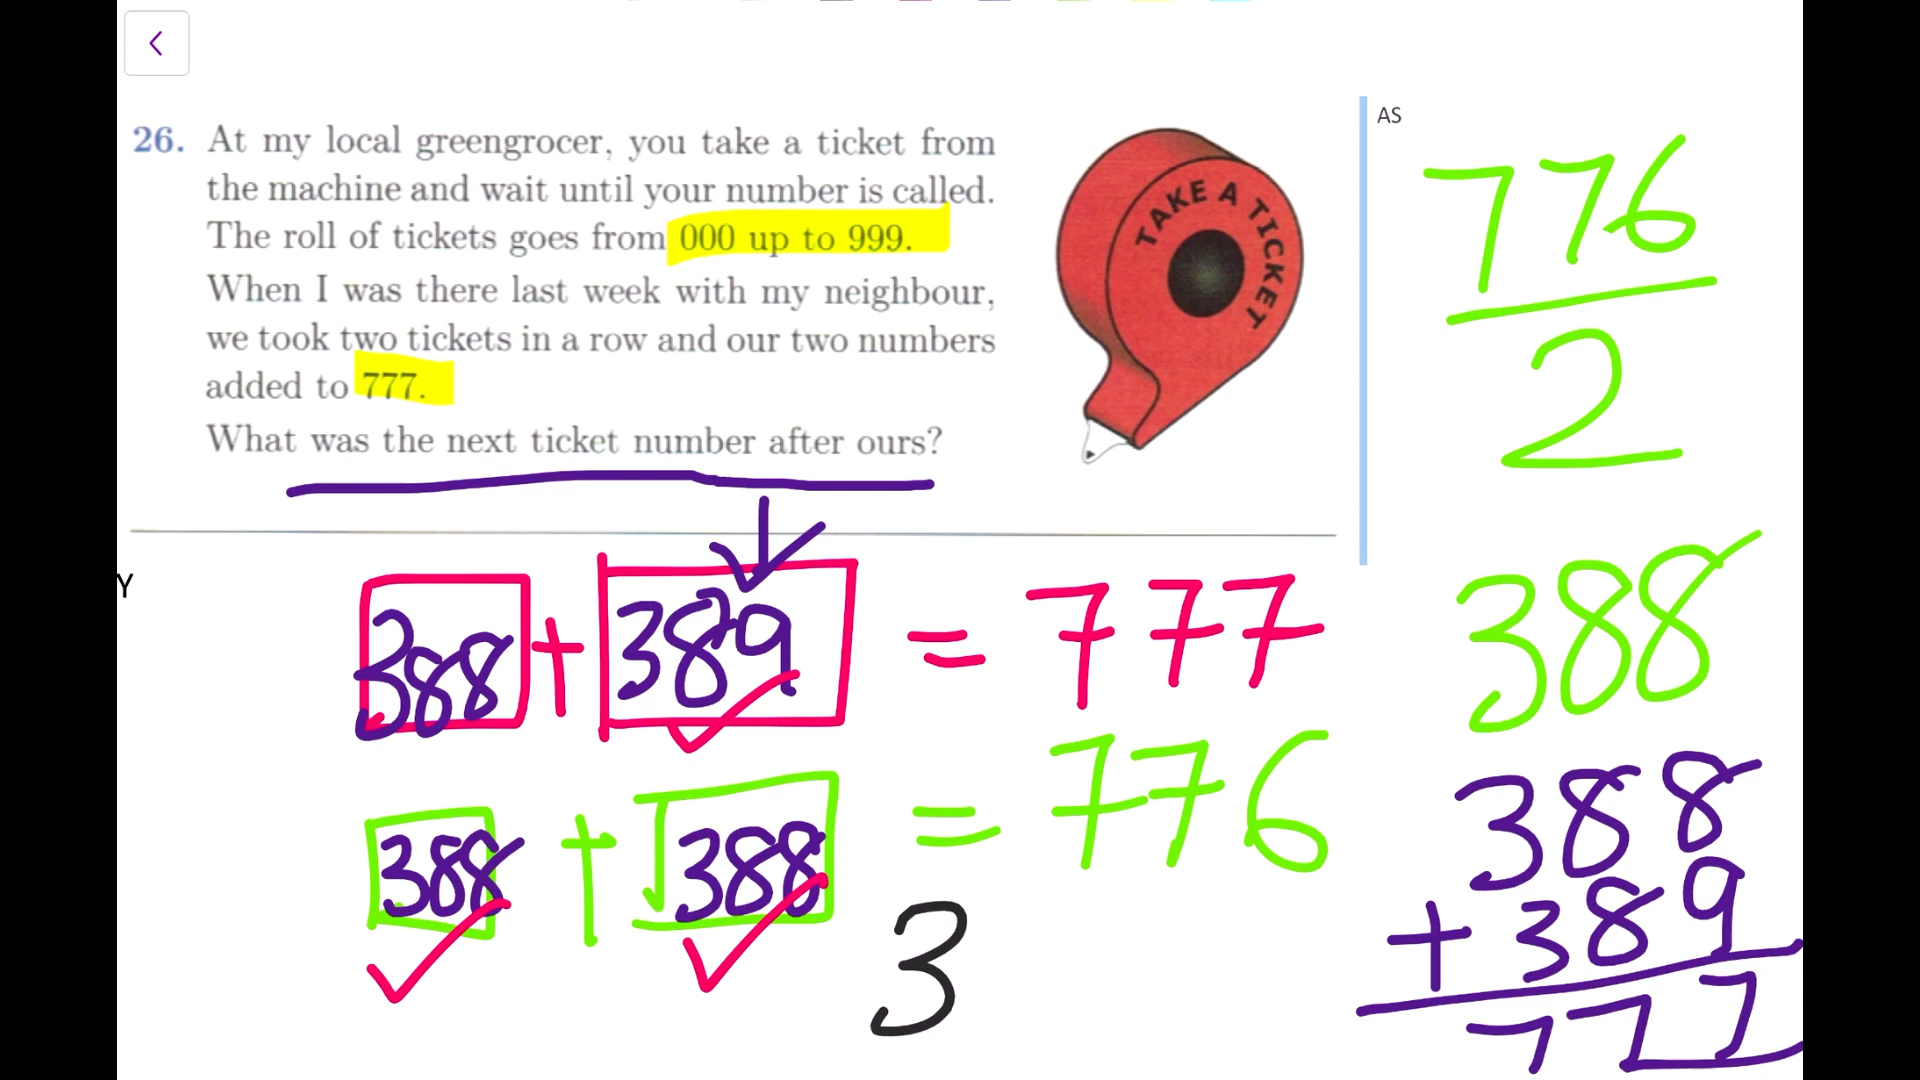 26. At my local greengrocer, you take a ticket from
the machine and wait until your number is called.
The roll of tickets goes from 000 up to 999.
When I was there last week with my neighbour,
we took two tickets in a row and our two numbers
added to 777.
What was the next ticket number after ours?
TAKE A TICKET
AS
776
2
388
Y
388 + 389 = 777
388 + 388 = 776
3
388
+ 389
777